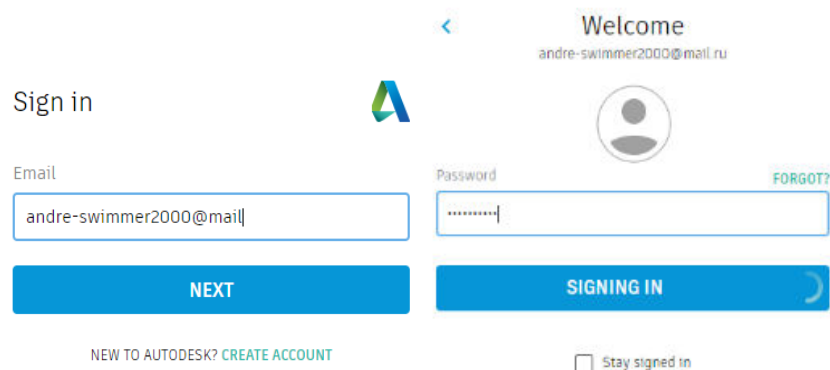 Sign in
Email
andre-swimmer2000@mail
NEXT
NEW TO AUTODESK? CREATE ACCOUNT
Welcome
andre-swimmer2000@mail.ru
Password
FORGOT?
••••••••••
SIGNING IN
Stay signed in